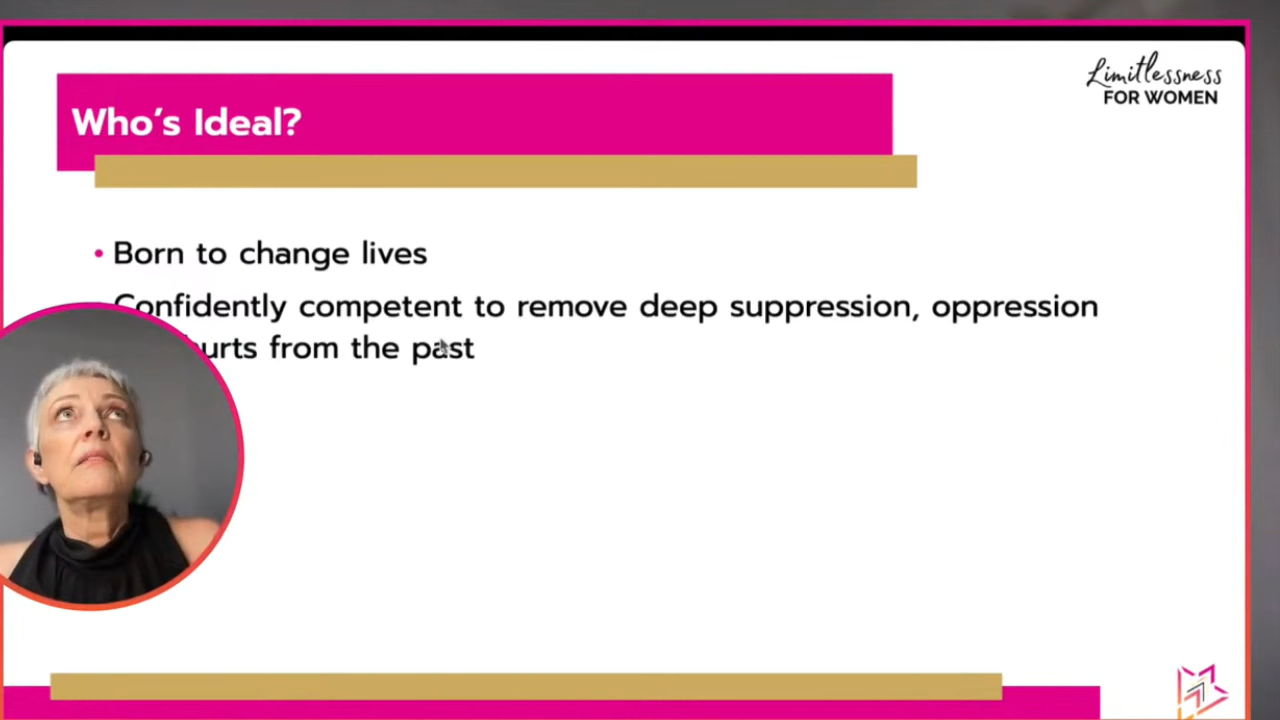 Limitlessness
FOR WOMEN
Who's Ideal?
• Born to change lives
Confidently competent to remove deep suppression, oppression
from the past